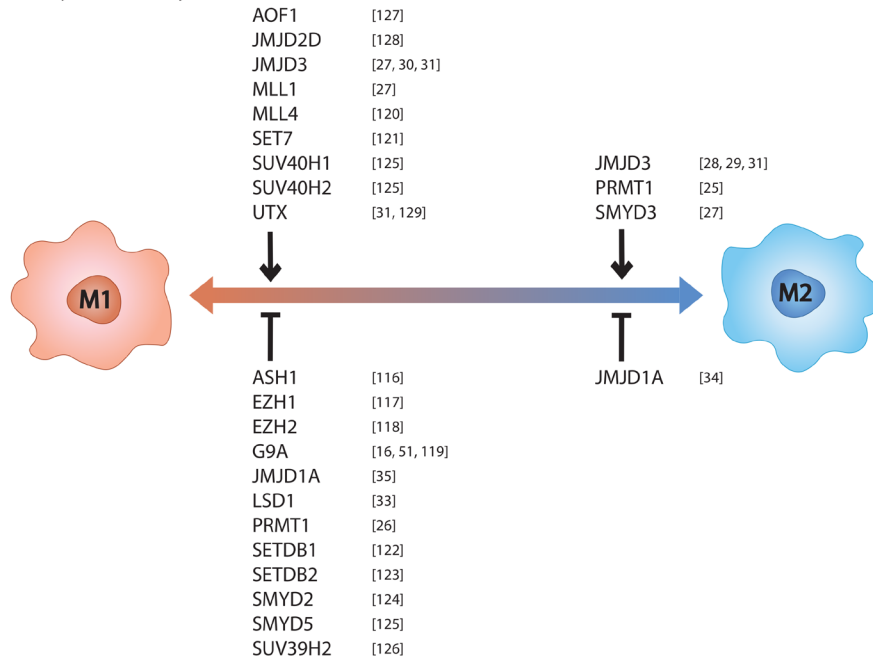 AOF1 [127]
JMJD2D [128]
JMJD3 [27, 30, 31]
MLL1 [27]
MLL4 [120]
SET7 [121]
SUV40H1 [125]
SUV40H2 [125]
UTX [31, 129]
JMJD3 [28, 29, 31]
PRMT1 [25]
SMYD3 [27]
M1
M2
ASH1 [116]
EZH1 [117]
EZH2 [118]
G9A [16, 51, 119]
JMJD1A [35]
LSD1 [33]
PRMT1 [26]
SETDB1 [122]
SETDB2 [123]
SMYD2 [124]
SMYD5 [125]
SUV39H2 [126]
JMJD1A [34]